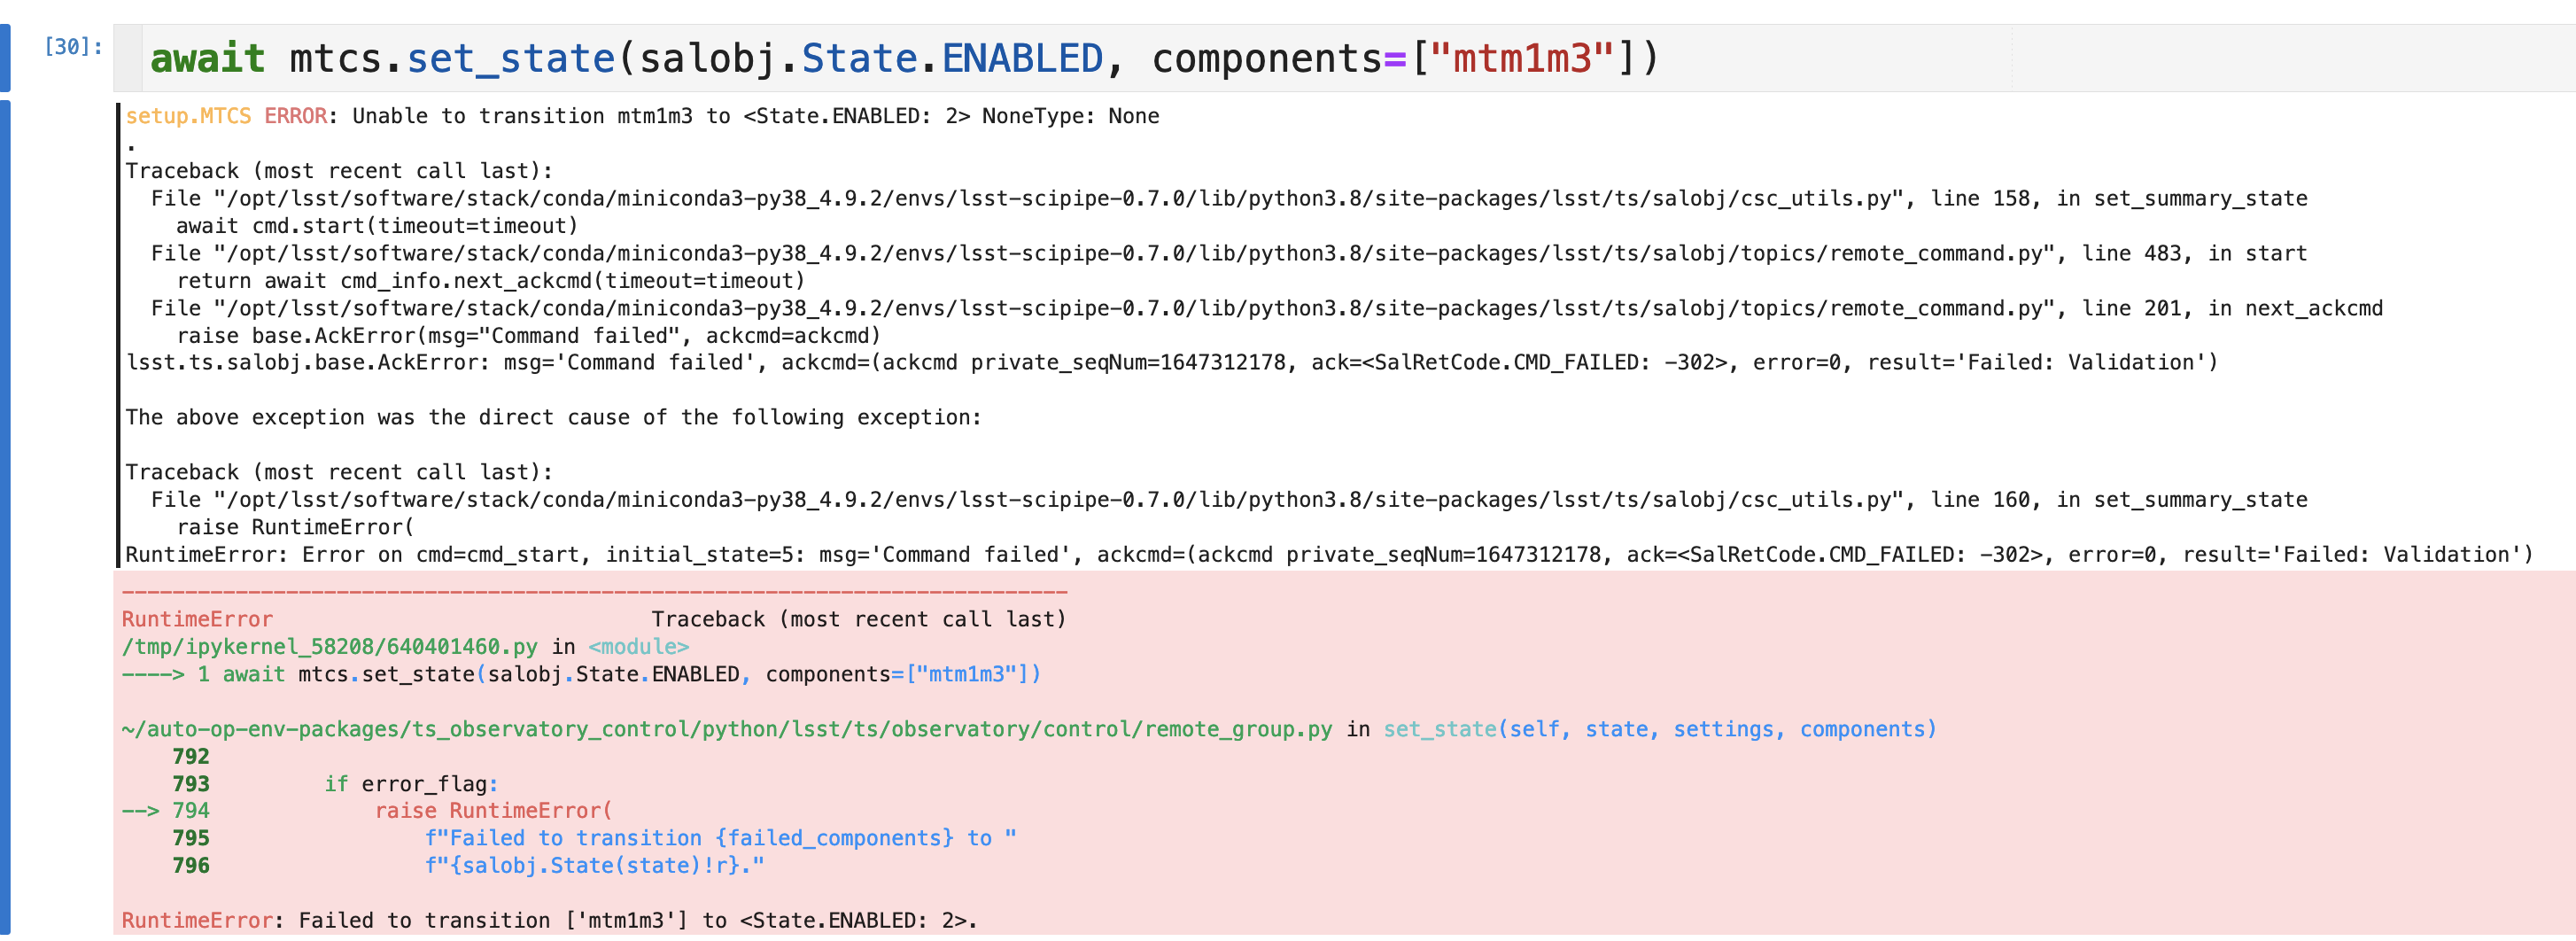 [30]: await mtcs.set_state(salobj.State.ENABLED, components=["mtm1m3"])
setup.MTCS ERROR: Unable to transition mtm1m3 to <State.ENABLED: 2> NoneType: None
.
Traceback (most recent call last):
  File "/opt/lsst/software/stack/conda/miniconda3-py38_4.9.2/envs/lsst-scipipe-0.7.0/lib/python3.8/site-packages/lsst/ts/salobj/csc_utils.py", line 158, in set_summary_state
    await cmd.start(timeout=timeout)
  File "/opt/lsst/software/stack/conda/miniconda3-py38_4.9.2/envs/lsst-scipipe-0.7.0/lib/python3.8/site-packages/lsst/ts/salobj/topics/remote_command.py", line 483, in start
    return await cmd_info.next_ackcmd(timeout=timeout)
  File "/opt/lsst/software/stack/conda/miniconda3-py38_4.9.2/envs/lsst-scipipe-0.7.0/lib/python3.8/site-packages/lsst/ts/salobj/topics/remote_command.py", line 201, in next_ackcmd
    raise base.AckError(msg="Command failed", ackcmd=ackcmd)
lsst.ts.salobj.base.AckError: msg='Command failed', ackcmd=(ackcmd private_seqNum=1647312178, ack=<SalRetCode.CMD_FAILED: -302>, error=0, result='Failed: Validation')
The above exception was the direct cause of the following exception:
Traceback (most recent call last):
  File "/opt/lsst/software/stack/conda/miniconda3-py38_4.9.2/envs/lsst-scipipe-0.7.0/lib/python3.8/site-packages/lsst/ts/salobj/csc_utils.py", line 160, in set_summary_state
    raise RuntimeError(
RuntimeError: Error on cmd=cmd_start, initial_state=5: msg='Command failed', ackcmd=(ackcmd private_seqNum=1647312178, ack=<SalRetCode.CMD_FAILED: -302>, error=0, result='Failed: Validation')
---------------------------------------------------------------------------
RuntimeError                              Traceback (most recent call last)
/tmp/ipykernel_58208/640401460.py in <module>
----> 1 await mtcs.set_state(salobj.State.ENABLED, components=["mtm1m3"])
~/auto-op-env-packages/ts_observatory_control/python/lsst/ts/observatory/control/remote_group.py in set_state(self, state, settings, components)
    792
    793         if error_flag:
--> 794             raise RuntimeError(
    795                 f"Failed to transition {failed_components} to "
    796                 f"{salobj.State(state)!r}."
RuntimeError: Failed to transition ['mtm1m3'] to <State.ENABLED: 2>.